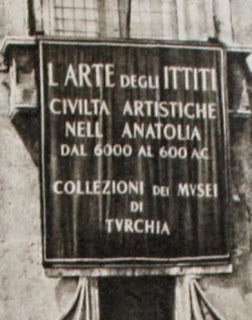 L ARTE DEGLI ITTITI
CIVILTA ARTISTICHE
NELL ANATOLIA
DAL 6000 AL 600 AC
COLLEZIONI DEI MVSEI
DI
TVRCHIA